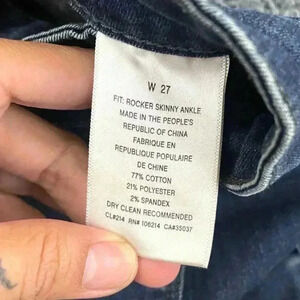 W 27
FIT: ROCKER SKINNY ANKLE
MADE IN THE PEOPLE'S
REPUBLIC OF CHINA
FABRIQUE EN
REPUBLIQUE POPULAIRE
DE CHINE
77% COTTON
21% POLYESTER
2% SPANDEX
DRY CLEAN RECOMMENDED
CL#214 RN# 106214 CA#35037